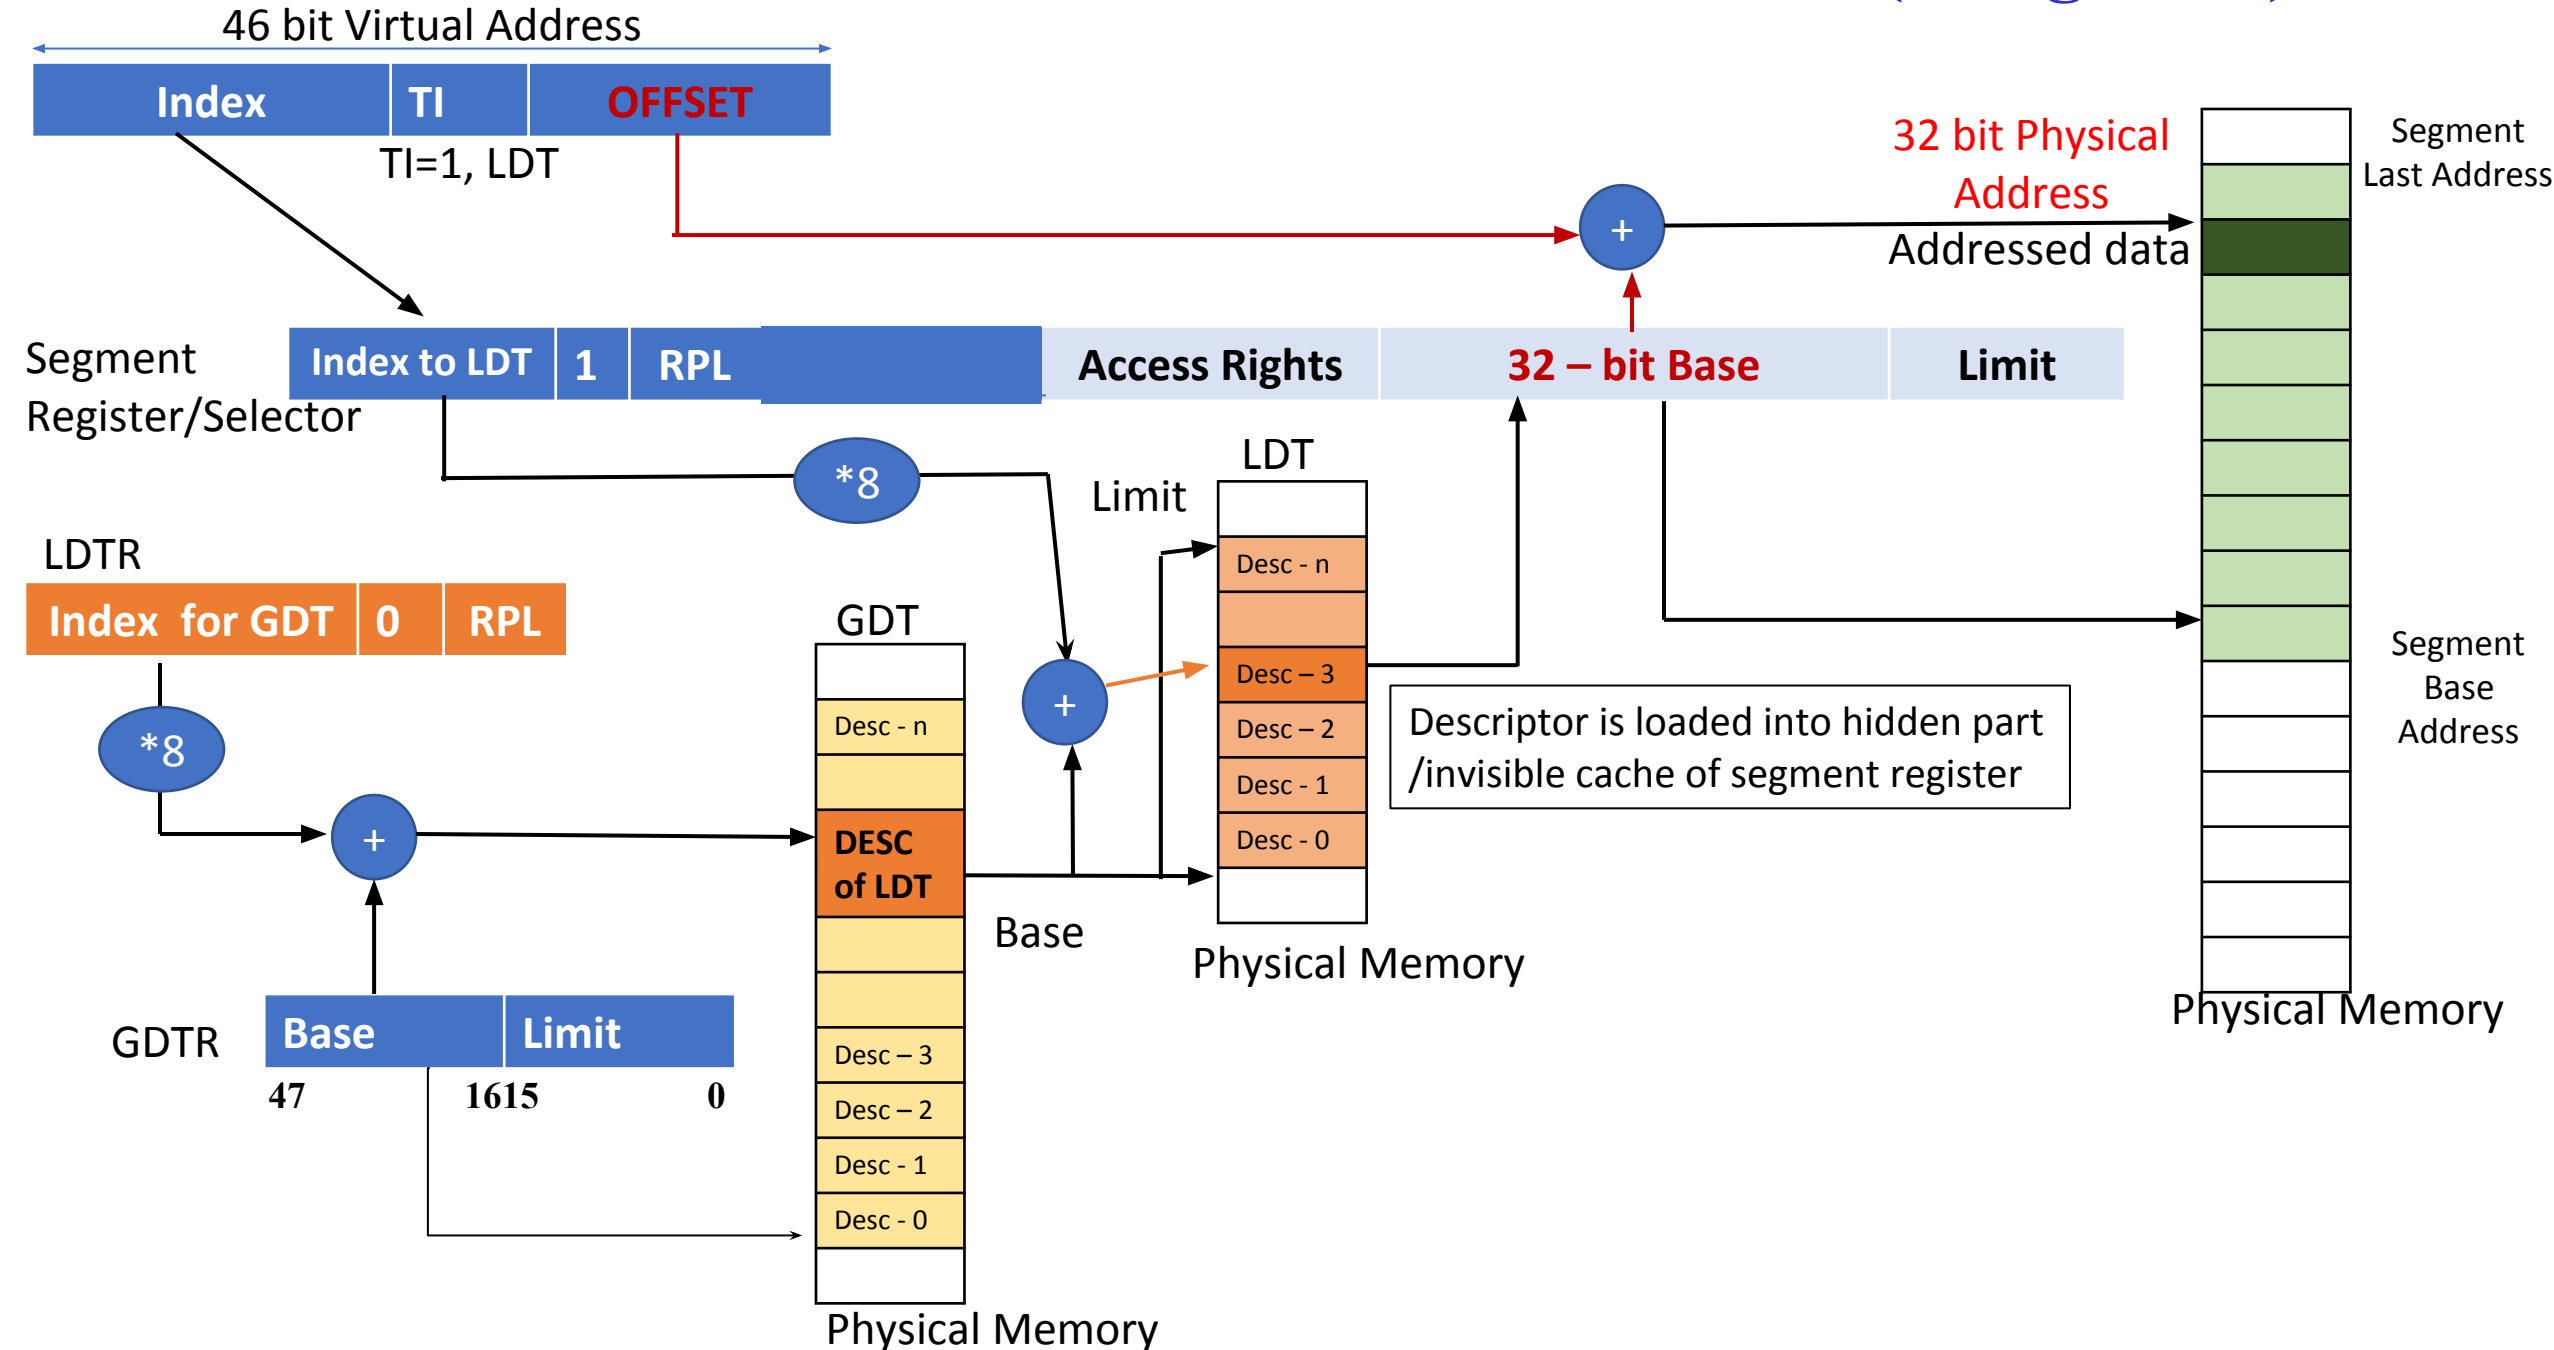 46 bit Virtual Address
Index TI OFFSET
TI=1, LDT
32 bit Physical
Address
Addressed data
Segment
Last Address
Segment
Register/Selector
Index to LDT 1 RPL Access Rights 32 – bit Base Limit
*8
LDT
Limit
LDTR
Index for GDT 0 RPL
*8
+
+
+
GDT
Desc - n
DESC
of LDT
Desc – 3
Desc – 2
Desc - 1
Desc - 0
Physical Memory
Base
Desc - n
Desc – 3
Desc – 2
Desc - 1
Desc - 0
Physical Memory
Descriptor is loaded into hidden part
/invisible cache of segment register
Segment
Base
Address
Physical Memory
GDTR
Base Limit
47 1615 0